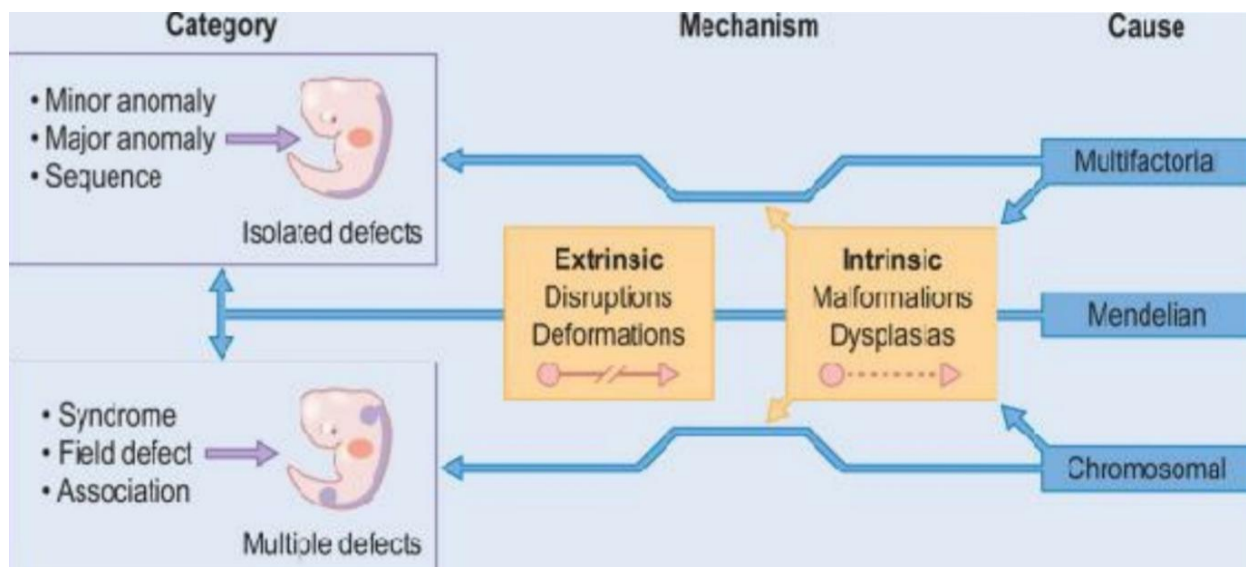 Category
Mechanism
Cause
• Minor anomaly
• Major anomaly
• Sequence
Isolated defects
Extrinsic
Disruptions
Deformations
Intrinsic
Malformations
Dysplasias
Multifactoria
Mendelian
Chromosomal
• Syndrome
• Field defect
• Association
Multiple defects